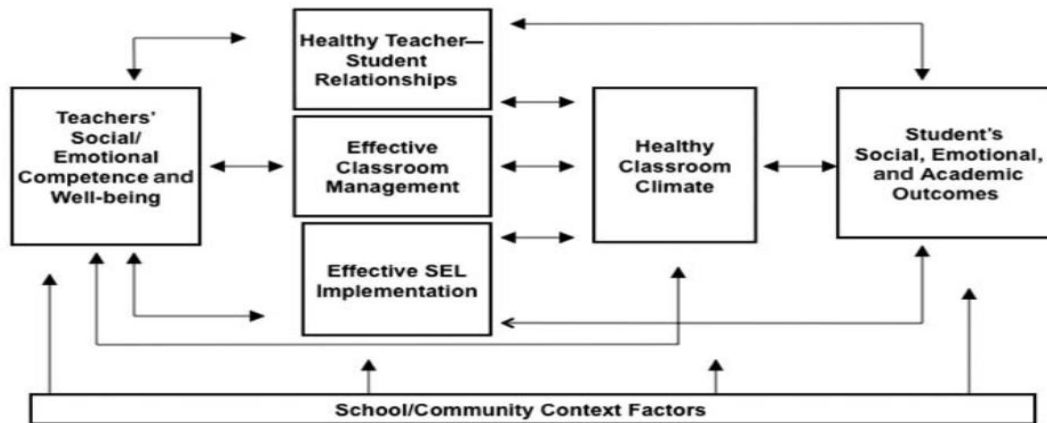 Healthy Teacher—
Student
Relationships
Teachers'
Social/
Emotional
Competence and
Well-being
Effective
Classroom
Management
Healthy
Classroom
Climate
Student's
Social, Emotional,
and Academic
Outcomes
Effective SEL
Implementation
School/Community Context Factors